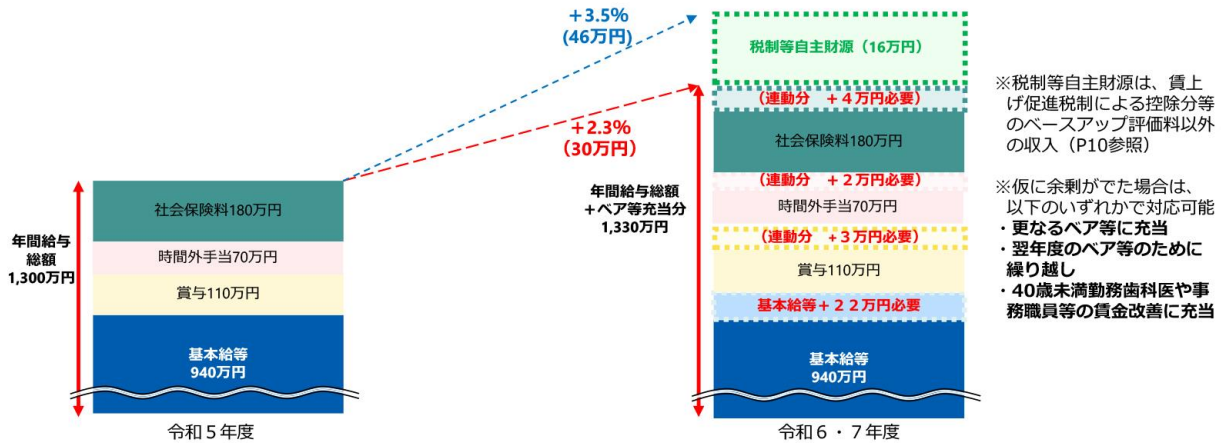 +3.5%
(46万円)
+2.3%
（30万円）
年間給与
総額
1,300万円
社会保険料180万円
時間外手当70万円
賞与110万円
基本給等
940万円
令和５年度
年間給与総額
＋ベア等充当分
1,330万円
税制等自主財源（16万円）
（連動分　＋４万円必要）
社会保険料180万円
（連動分　＋２万円必要）
時間外手当70万円
（連動分　+３万円必要）
賞与110万円
基本給等＋２２万円必要
基本給等
940万円
令和６・７年度
※税制等自主財源は、賃上
げ促進税制による控除分等
のベースアップ評価料以外
の収入（P10参照）
※仮に余剰がでた場合は、
以下のいずれかで対応可能
・更なるベア等に充当
・翌年度のベア等のために
繰り越し
・40歳未満勤務歯科医や事
務職員等の賃金改善に充当